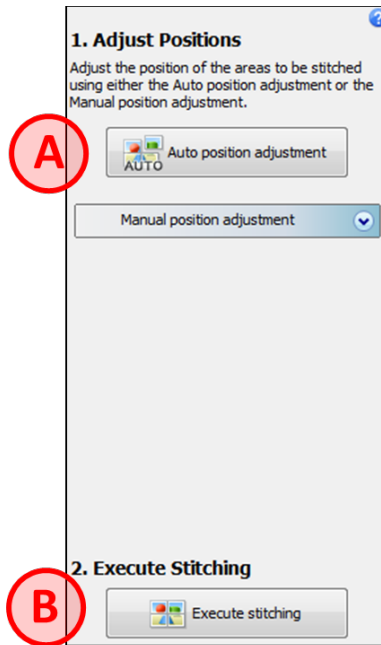 ?
1. Adjust Positions
Adjust the position of the areas to be stitched
using either the Auto position adjustment or the
Manual position adjustment.
A
AUTO
Auto position adjustment
Manual position adjustment
2. Execute Stitching
B
Execute stitching